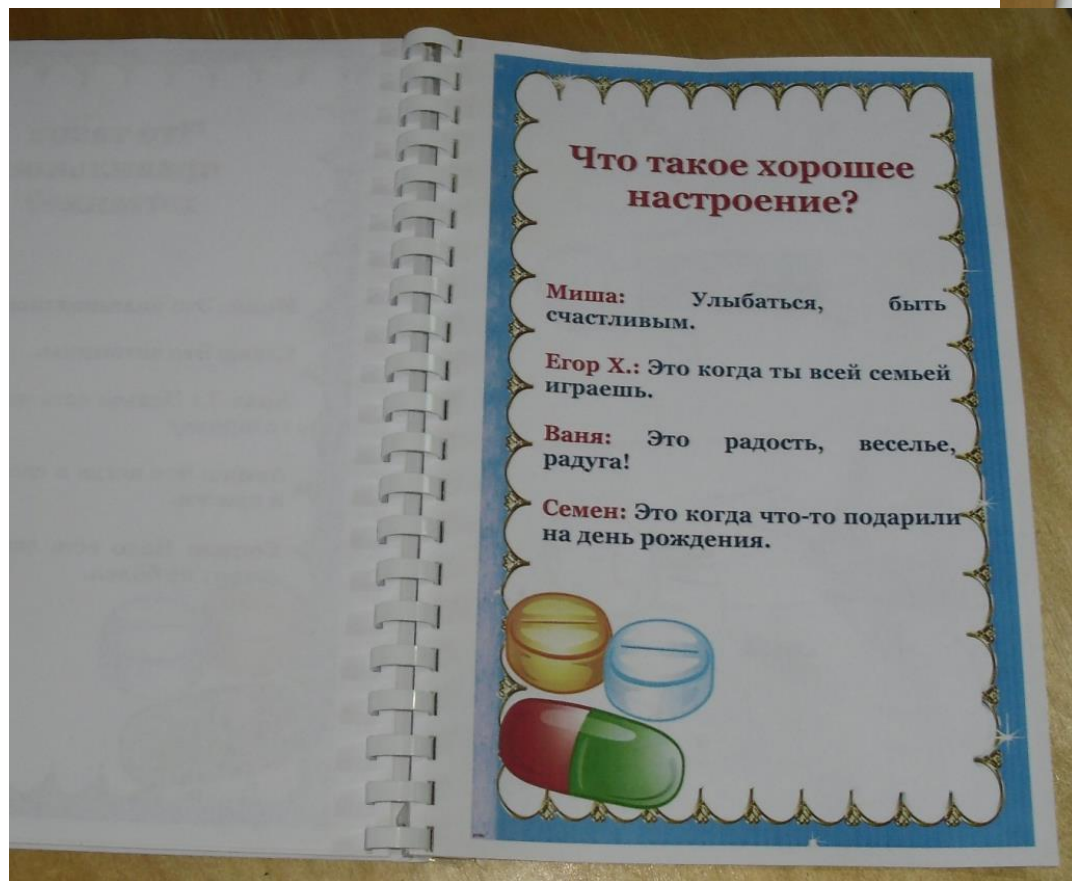 Что такое хорошее
настроение?
Миша: Улыбаться, быть
счастливым.
Егор Х.: Это когда ты всей семьей
играешь.
Ваня: Это радость, веселье,
радуга!
Семен: Это когда что-то подарили
на день рождения.